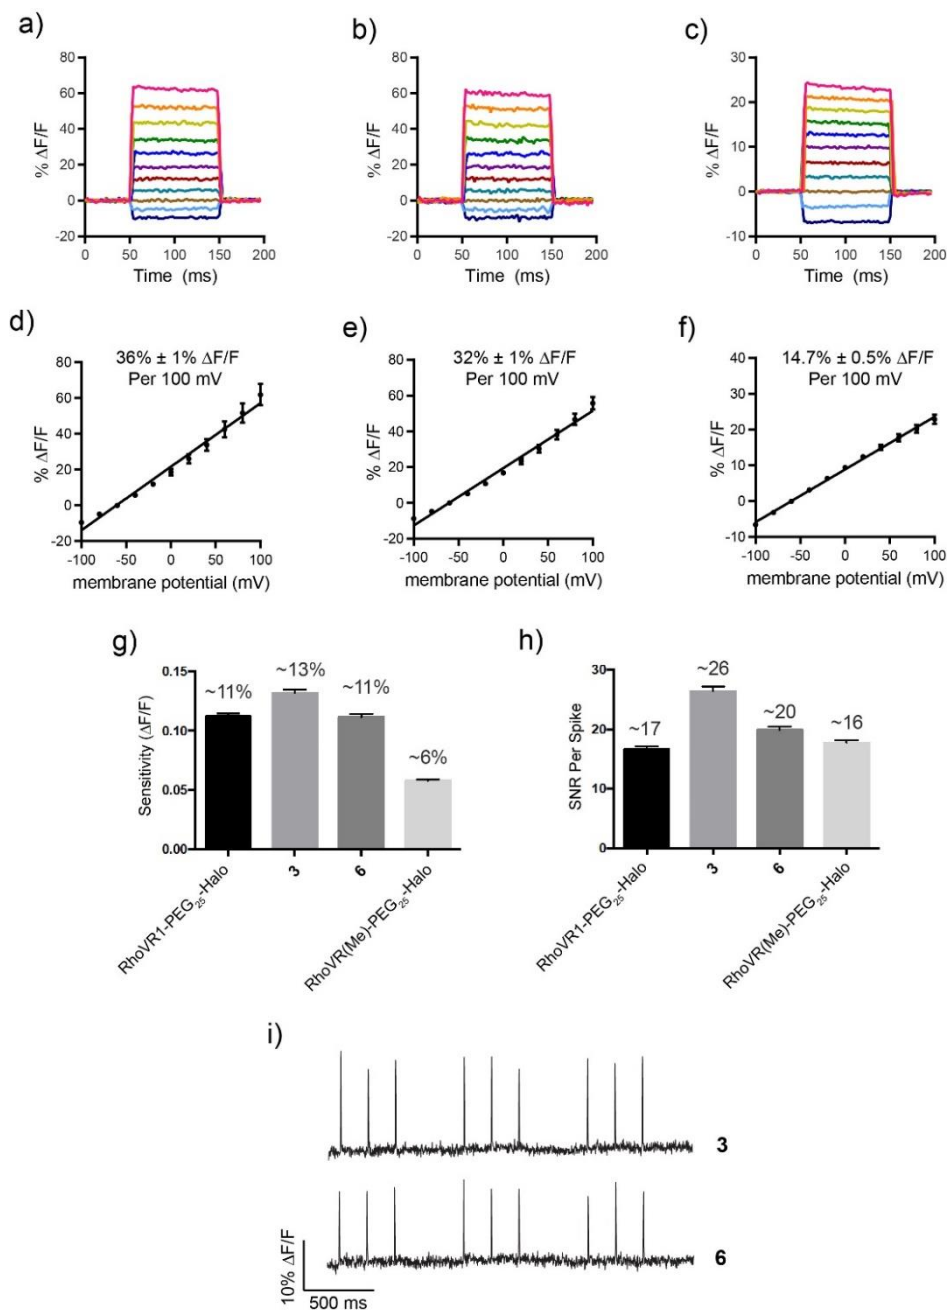 a)
80
60
40
20
0
-20
% ΔF/F
0 50 100 150 200
Time (ms)
b)
80
60
40
20
0
-20
% ΔF/F
0 50 100 150 200
Time (ms)
c)
30
20
10
0
-10
% ΔF/F
0 50 100 150 200
Time (ms)
d)
36% ± 1% ΔF/F
Per 100 mV
80
60
40
20
0
-20
% ΔF/F
-100 -50 0 50 100
membrane potential (mV)
e)
32% ± 1% ΔF/F
Per 100 mV
80
60
40
20
0
-20
% ΔF/F
-100 -50 0 50 100
membrane potential (mV)
f)
14.7% ± 0.5% ΔF/F
Per 100 mV
40
30
20
10
0
-10
% ΔF/F
-100 -50 0 50 100
membrane potential (mV)
g)
0.15
0.10
0.05
0.00
Sensitivity (ΔF/F)
~11% ~13% ~11% ~6%
RhoVR1-PEG₂₅-Halo
3
6
RhoVR(Me)-PEG₂₅-Halo
h)
30
20
10
0
SNR Per Spike
~17 ~26 ~20 ~16
RhoVR1-PEG₂₅-Halo
3
6
RhoVR(Me)-PEG₂₅-Halo
i)
3
6
10% ΔF/F
500 ms